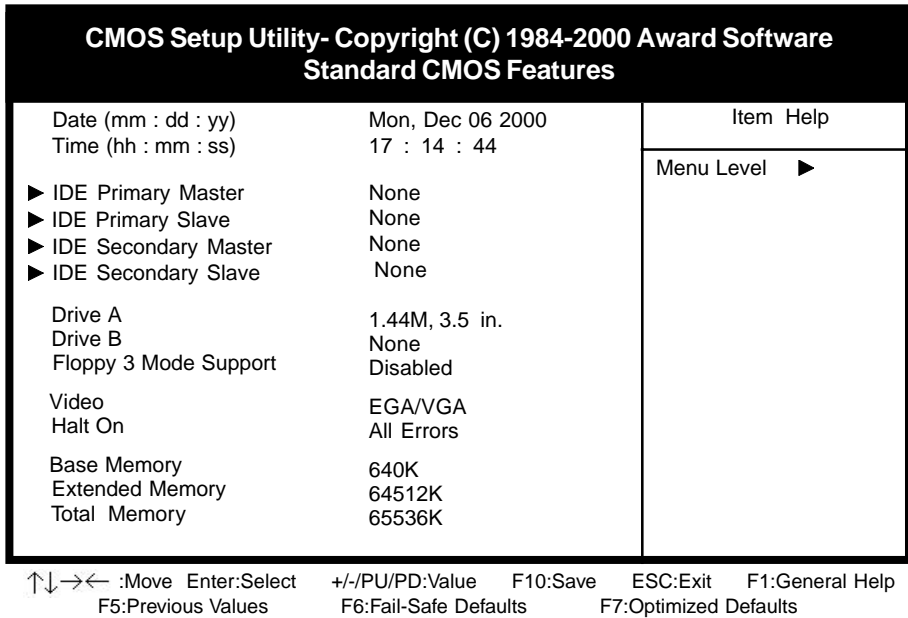 CMOS Setup Utility- Copyright (C) 1984-2000 Award Software
Standard CMOS Features
Date (mm : dd : yy) Mon, Dec 06 2000
Time (hh : mm : ss) 17 : 14 : 44
▶ IDE Primary Master None
▶ IDE Primary Slave None
▶ IDE Secondary Master None
▶ IDE Secondary Slave None
Drive A 1.44M, 3.5 in.
Drive B None
Floppy 3 Mode Support Disabled
Video EGA/VGA
Halt On All Errors
Base Memory 640K
Extended Memory 64512K
Total Memory 65536K
Item Help
Menu Level ▶
↑↓→← :Move Enter:Select +/-/PU/PD:Value F10:Save ESC:Exit F1:General Help
F5:Previous Values F6:Fail-Safe Defaults F7:Optimized Defaults